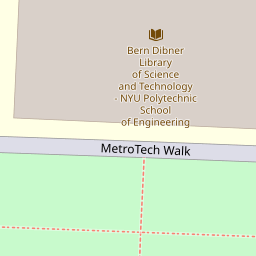 Bern Dibner
Library
of Science
and Technology
- NYU Polytechnic
School
of Engineering
MetroTech Walk